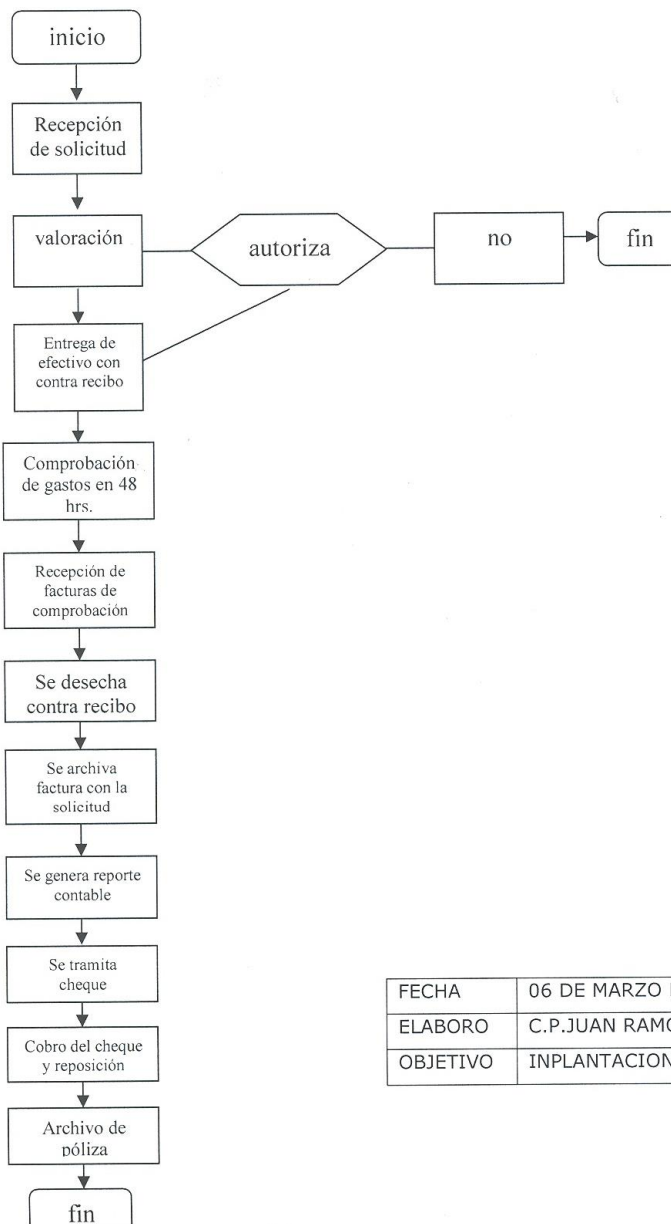 inicio
Recepción
de solicitud
valoración
autoriza
no
fin
Entrega de
efectivo con
contra recibo
Comprobación
de gastos en 48
hrs.
Recepción de
facturas de
comprobación
Se desecha
contra recibo
Se archiva
factura con la
solicitud
Se genera reporte
contable
Se tramita
cheque
Cobro del cheque
y reposición
Archivo de
póliza
fin
FECHA 06 DE MARZO
ELABORO C.P.JUAN
OBJETIVO INPLANTACION